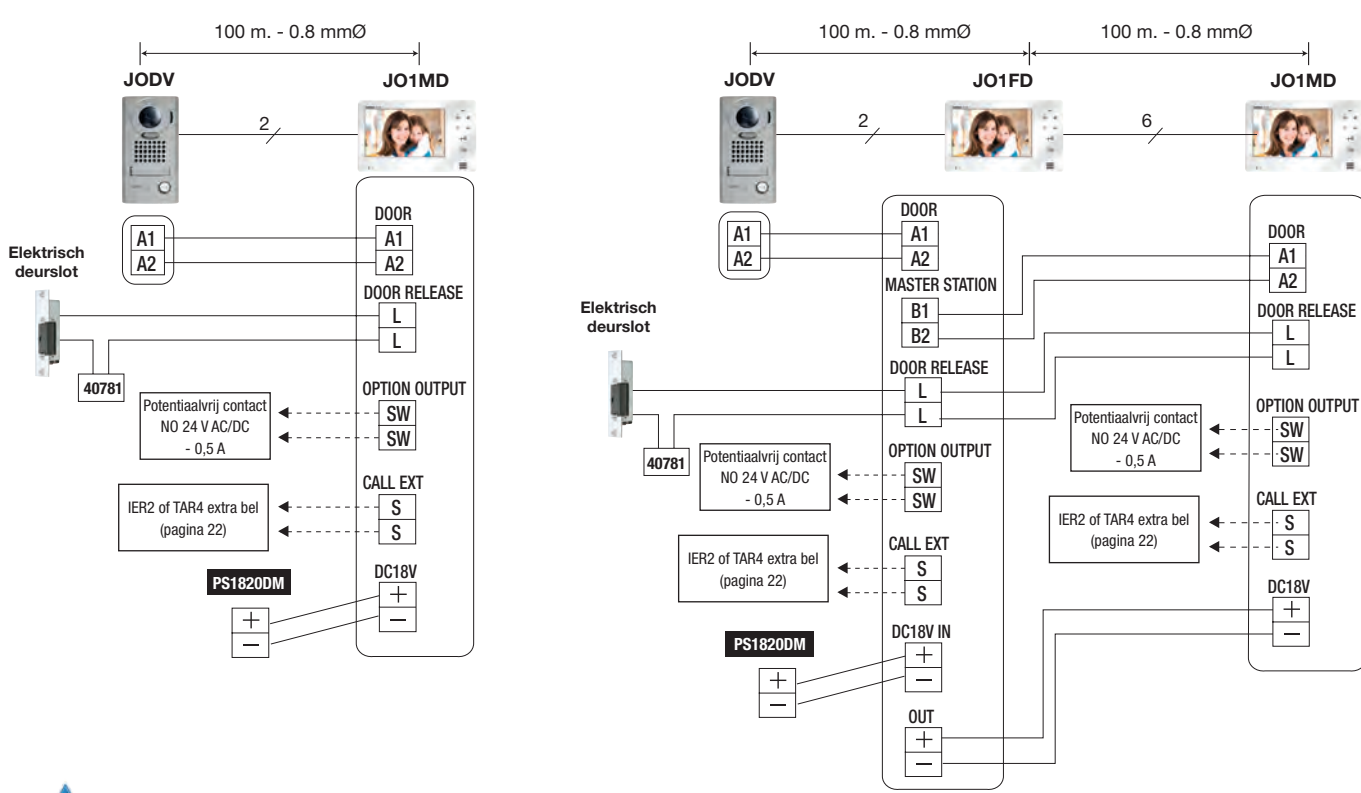 100 m. - 0.8 mmØ
JODV
JO1MD
2
DOOR
A1
A2
A1
A2
Elektrisch
deurslot
DOOR RELEASE
L
L
40781
OPTION OUTPUT
SW
SW
Potentiaalvrij contact
NO 24 V AC/DC
- 0,5 A
CALL EXT
S
S
IER2 of TAR4 extra bel
(pagina 22)
PS1820DM
+
−
DC18V
+
−
100 m. - 0.8 mmØ
100 m. - 0.8 mmØ
JODV
JO1FD
JO1MD
2
6
A1
A2
DOOR
A1
A2
MASTER STATION
B1
B2
Elektrisch
deurslot
DOOR RELEASE
L
L
40781
OPTION OUTPUT
SW
SW
Potentiaalvrij contact
NO 24 V AC/DC
- 0,5 A
CALL EXT
S
S
IER2 of TAR4 extra bel
(pagina 22)
PS1820DM
+
−
DC18V IN
+
−
OUT
+
−
DOOR
A1
A2
DOOR RELEASE
L
L
OPTION OUTPUT
SW
SW
Potentiaalvrij contact
NO 24 V AC/DC
- 0,5 A
CALL EXT
S
S
IER2 of TAR4 extra bel
(pagina 22)
DC18V
+
−